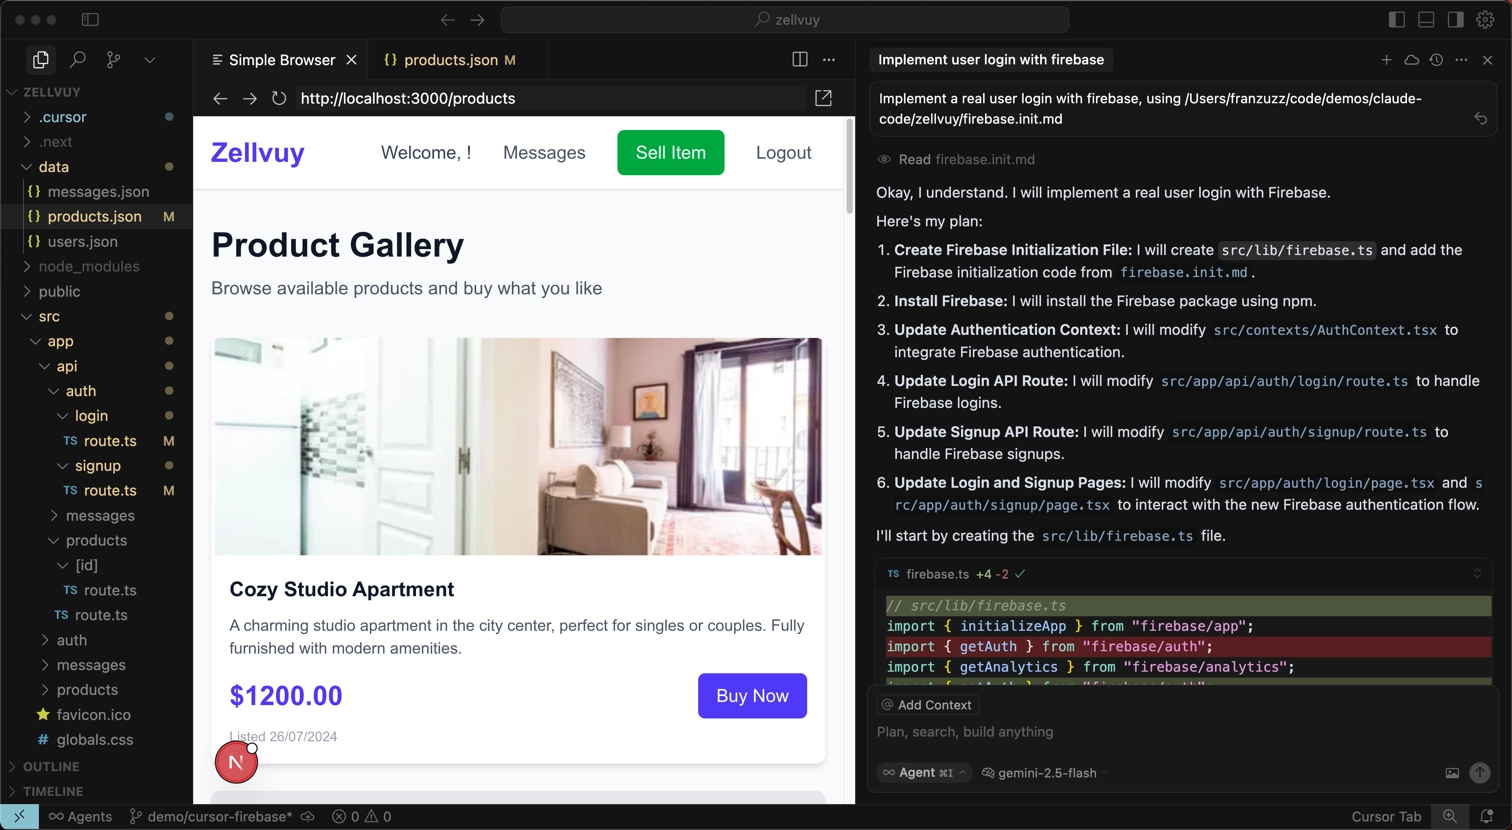 zellvuy
ZELLVUY
.cursor
.next
data
{} messages.json
{} products.json M
{} users.json
node_modules
public
src
app
api
auth
login
TS route.ts M
signup
TS route.ts M
messages
products
[id]
TS route.ts
TS route.ts
auth
messages
products
favicon.ico
# globals.css
OUTLINE
TIMELINE
Simple Browser
{} products.json M
http://localhost:3000/products
Zellvuy
Welcome, !
Messages
Sell Item
Logout
Product Gallery
Browse available products and buy what you like
Cozy Studio Apartment
A charming studio apartment in the city center, perfect for singles or couples. Fully
furnished with modern amenities.
$1200.00
Buy Now
Listed 26/07/2024
N
Implement user login with firebase
Implement a real user login with firebase, using /Users/franzuzz/code/demos/claude-
code/zellvuy/firebase.init.md
Read firebase.init.md
Okay, I understand. I will implement a real user login with Firebase.
Here's my plan:
1. Create Firebase Initialization File: I will create src/lib/firebase.ts and add the
Firebase initialization code from firebase.init.md.
2. Install Firebase: I will install the Firebase package using npm.
3. Update Authentication Context: I will modify src/contexts/AuthContext.tsx to
integrate Firebase authentication.
4. Update Login API Route: I will modify src/app/api/auth/login/route.ts to handle
Firebase logins.
5. Update Signup API Route: I will modify src/app/api/auth/signup/route.ts to
handle Firebase signups.
6. Update Login and Signup Pages: I will modify src/app/auth/login/page.tsx and s
rc/app/auth/signup/page.tsx to interact with the new Firebase authentication flow.
I'll start by creating the src/lib/firebase.ts file.
TS firebase.ts +4 -2
// src/lib/firebase.ts
import { initializeApp } from "firebase/app";
import { getAuth } from "firebase/auth";
import { getAnalytics } from "firebase/analytics";
@ Add Context
Plan, search, build anything
Agent ⌘I
gemini-2.5-flash
Agents
demo/cursor-firebase*
0
0
Cursor Tab